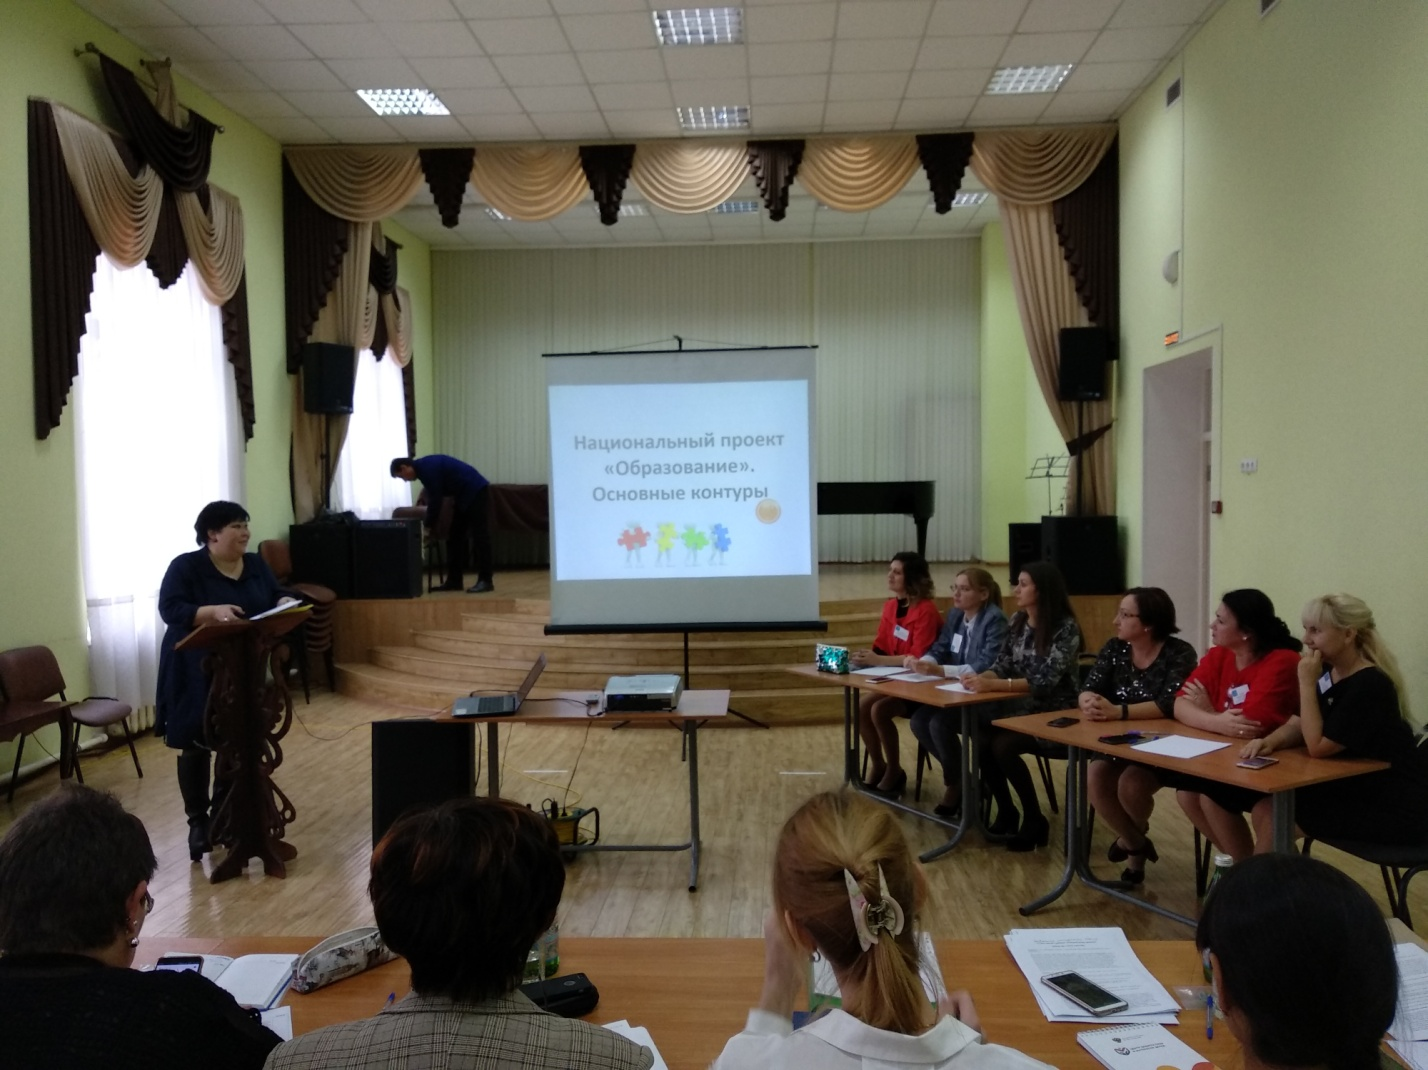 Национальный проект
«Образование».
Основные контуры